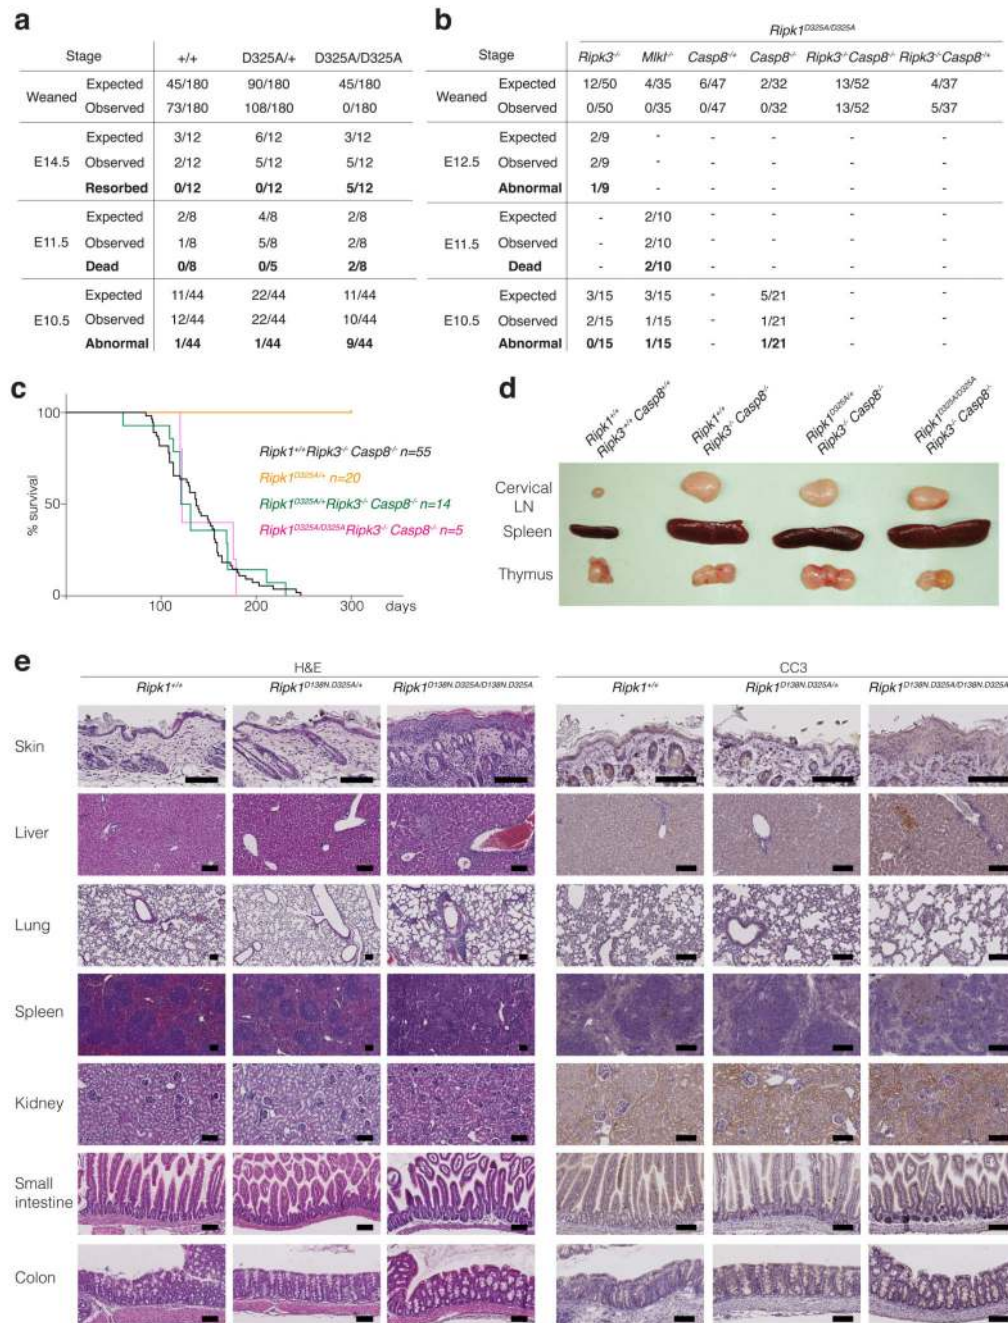 a
Stage +/+ D325A/+ D325A/D325A
Weaned Expected 45/180 90/180 45/180
Observed 73/180 108/180 0/180
E14.5 Expected 3/12 6/12 3/12
Observed 2/12 5/12 5/12
Resorbed 0/12 0/12 5/12
E11.5 Expected 2/8 4/8 2/8
Observed 1/8 5/8 2/8
Dead 0/8 0/5 2/8
E10.5 Expected 11/44 22/44 11/44
Observed 12/44 22/44 10/44
Abnormal 1/44 1/44 9/44
b
Ripk1D325A/D325A
Stage Ripk3-/- Mlkl-/- Casp8-/+ Casp8-/- Ripk3-/-Casp8-/- Ripk3-/-Casp8-/+
Weaned Expected 12/50 4/35 6/47 2/32 13/52 4/37
Observed 0/50 0/35 0/47 0/32 13/52 5/37
E12.5 Expected 2/9 - - - - -
Observed 2/9 - - - - -
Abnormal 1/9 - - - - -
E11.5 Expected - 2/10 - - - -
Observed - 2/10 - - - -
Dead - 2/10 - - - -
E10.5 Expected 3/15 3/15 - 5/21 - -
Observed 2/15 1/15 - 1/21 - -
Abnormal 0/15 1/15 - 1/21 - -
c
% survival
100
50
0
100 200 300 days
Ripk1+/+Ripk3-/- Casp8-/- n=55
Ripk1D325A/+ n=20
Ripk1D325A/+Ripk3-/- Casp8-/- n=14
Ripk1D325A/D325ARipk3-/- Casp8-/- n=5
d
Ripk1+/+
Ripk3+/+ Casp8+/+
Ripk1+/+
Ripk3-/- Casp8-/-
Ripk1D325A/+
Ripk3-/- Casp8-/-
Ripk1D325A/D325A
Ripk3-/- Casp8-/-
Cervical
LN
Spleen
Thymus
e
H&E
CC3
Ripk1+/+ Ripk1D138N.D325A/+ Ripk1D138N.D325A/D138N.D325A
Ripk1+/+ Ripk1D138N.D325A/+ Ripk1D138N.D325A/D138N.D325A
Skin
Liver
Lung
Spleen
Kidney
Small
intestine
Colon